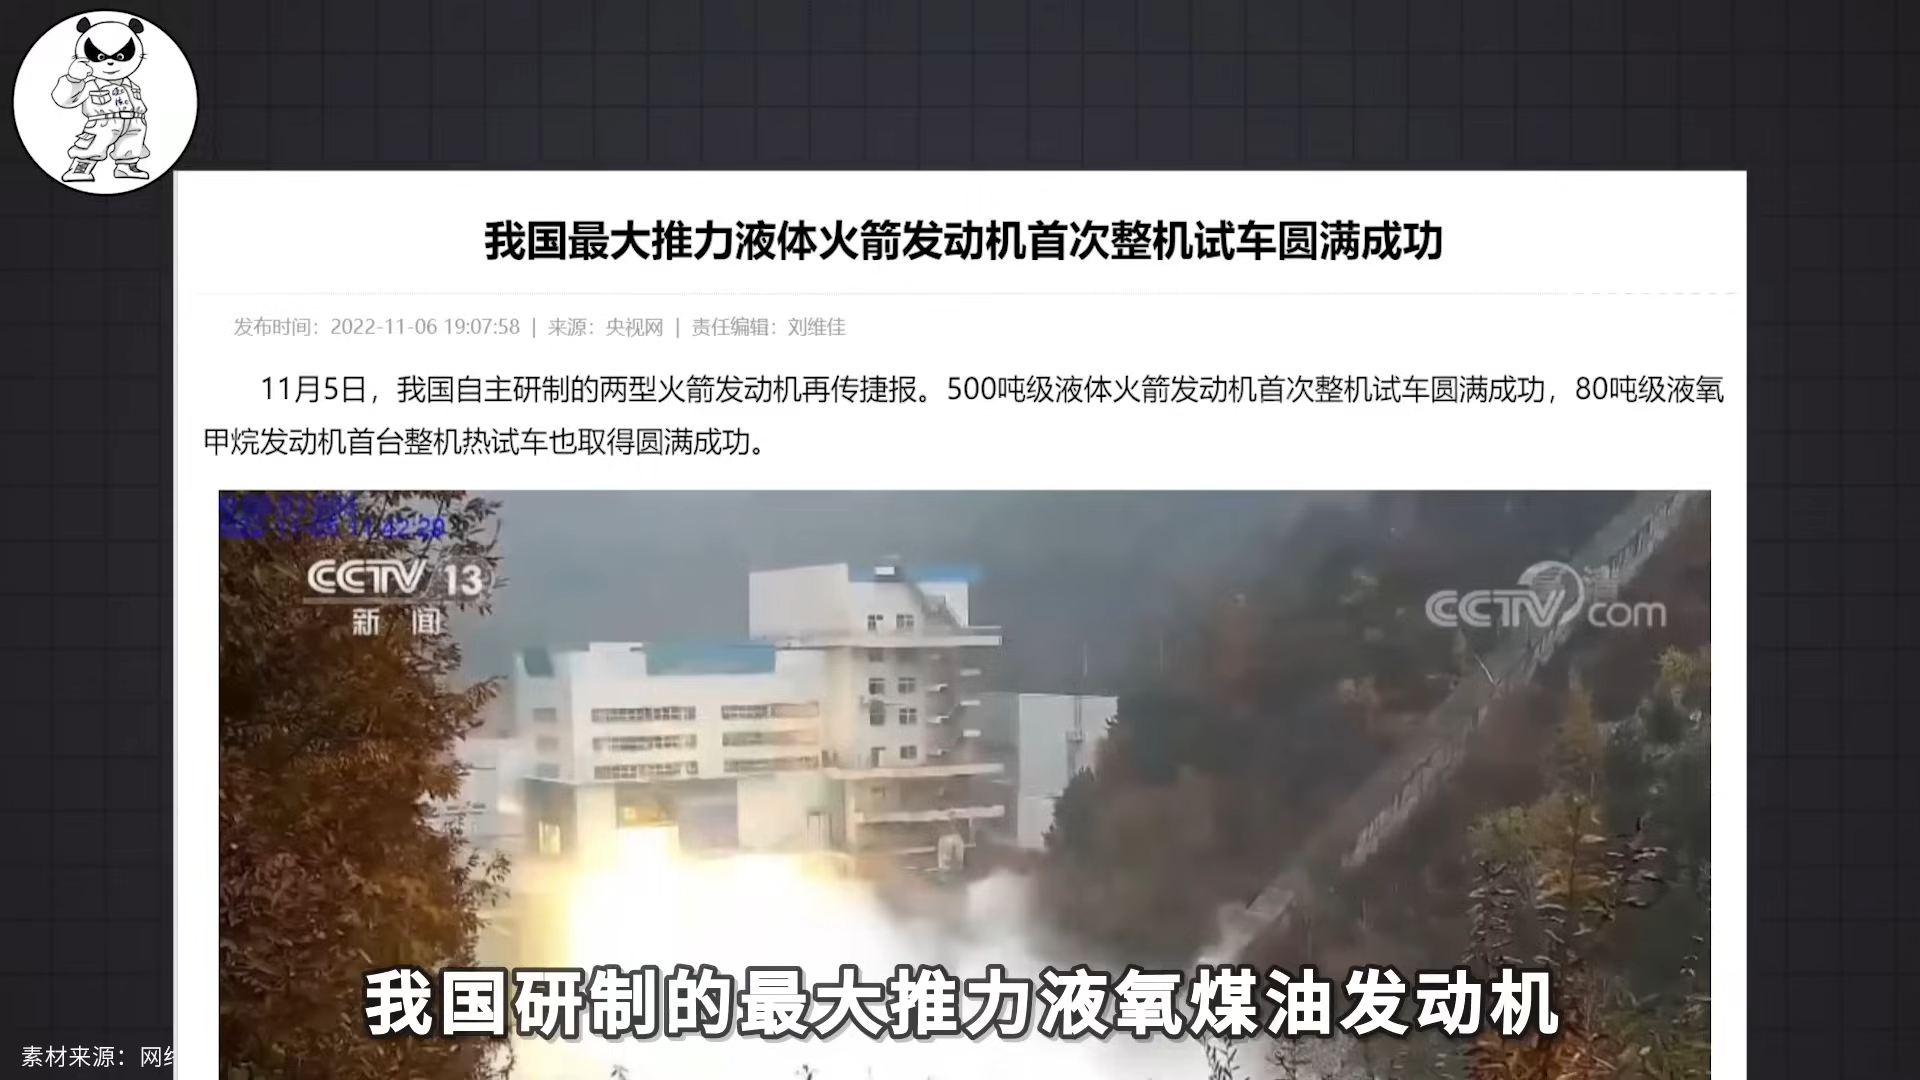 我国最大推力液体火箭发动机首次整机试车圆满成功
发布时间：2022-11-06 19:07:58 | 来源：央视网 | 责任编辑：刘维佳
11月5日，我国自主研制的两型火箭发动机再传捷报。500吨级液体火箭发动机首次整机试车圆满成功，80吨级液氧
甲烷发动机首台整机热试车也取得圆满成功。
CCTV 13
新闻
CCTV com
我国研制的最大推力液氧煤油发动机
素材来源：网